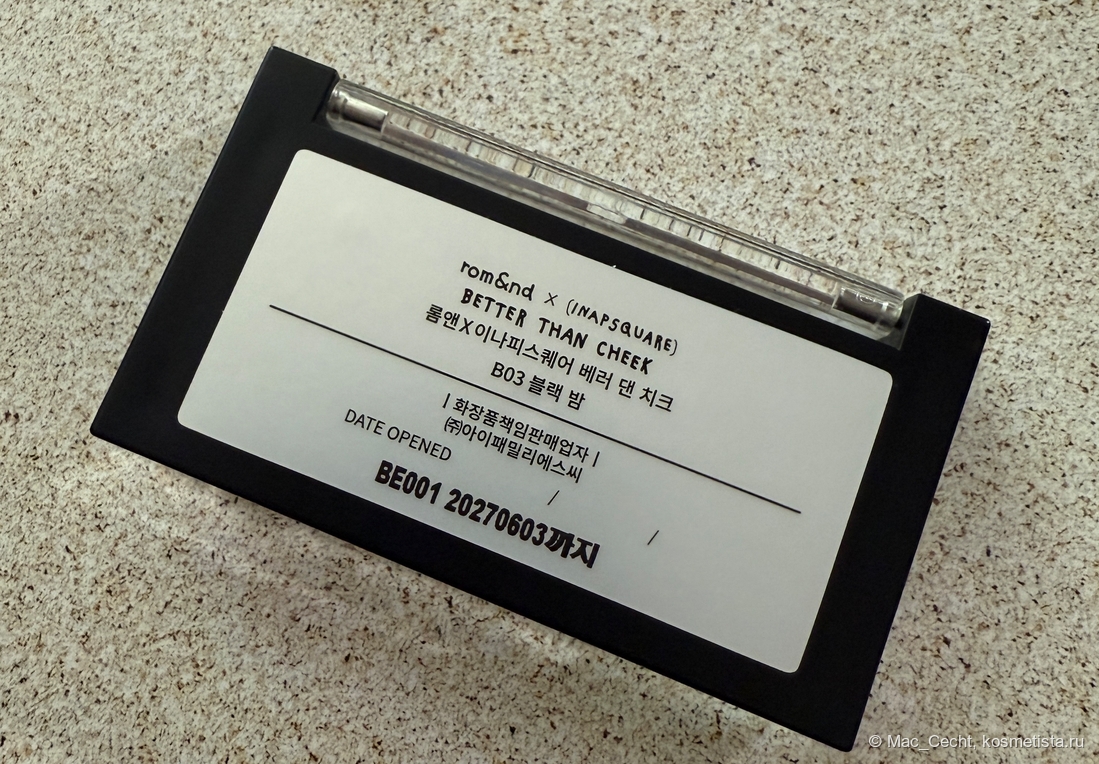 rom&nd x (INAPSQUARE)
BETTER THAN CHEEK
롬앤X이나피스퀘어 베러 댄 치크
B03 블랙 밤
| 화장품책임판매업자 |
㈜아이패밀리에스씨
DATE OPENED / /
BE001 20270603까지
© Mac_Cecht, kosmetista.ru